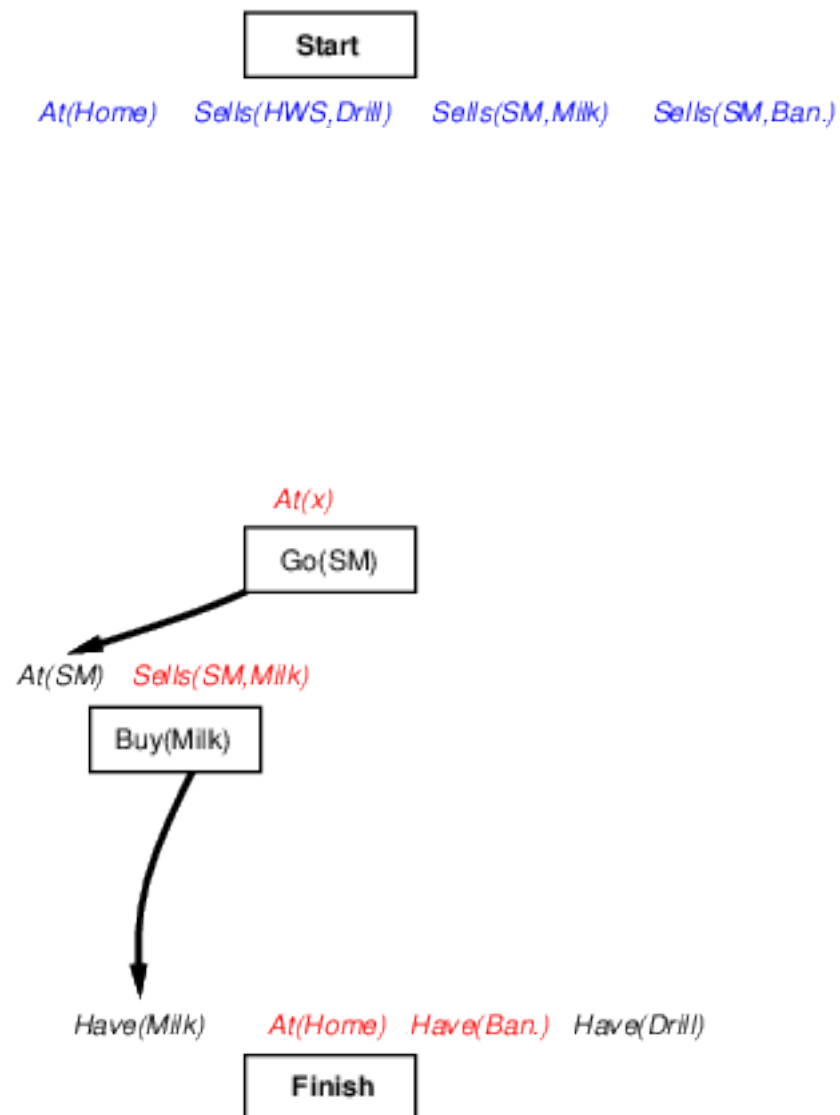 Start
At(Home) Sells(HWS,Drill) Sells(SM,Milk) Sells(SM,Ban.)
At(x)
Go(SM)
At(SM) Sells(SM,Milk)
Buy(Milk)
Have(Milk) At(Home) Have(Ban.) Have(Drill)
Finish